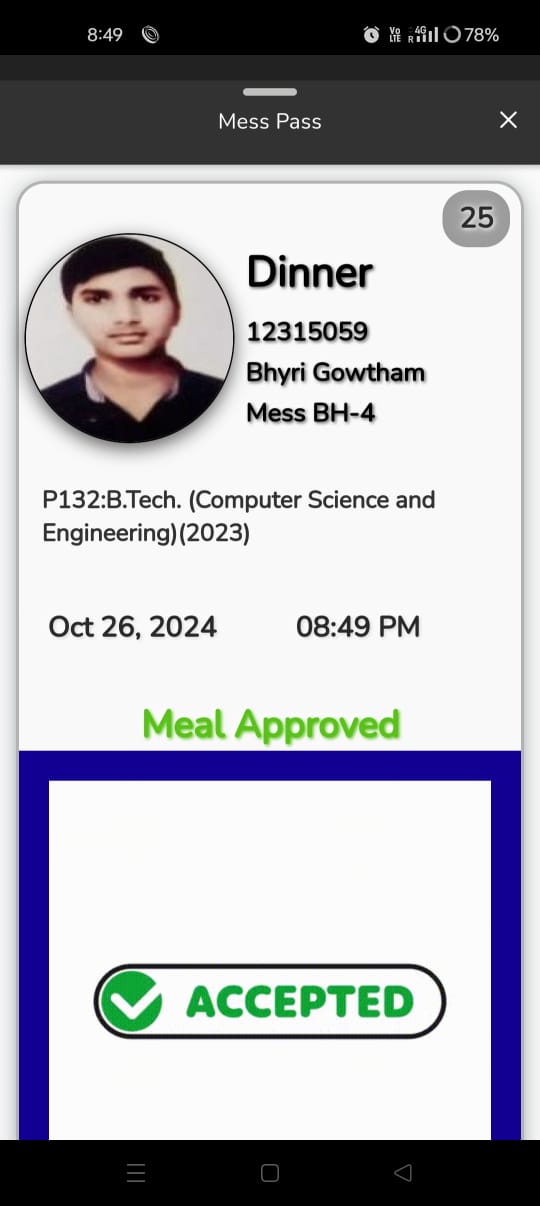 8:49
Vo LTE 4G R 78%
Mess Pass
25
Dinner
12315059
Bhyri Gowtham
Mess BH-4
P132:B.Tech. (Computer Science and
Engineering)(2023)
Oct 26, 2024 08:49 PM
Meal Approved
ACCEPTED